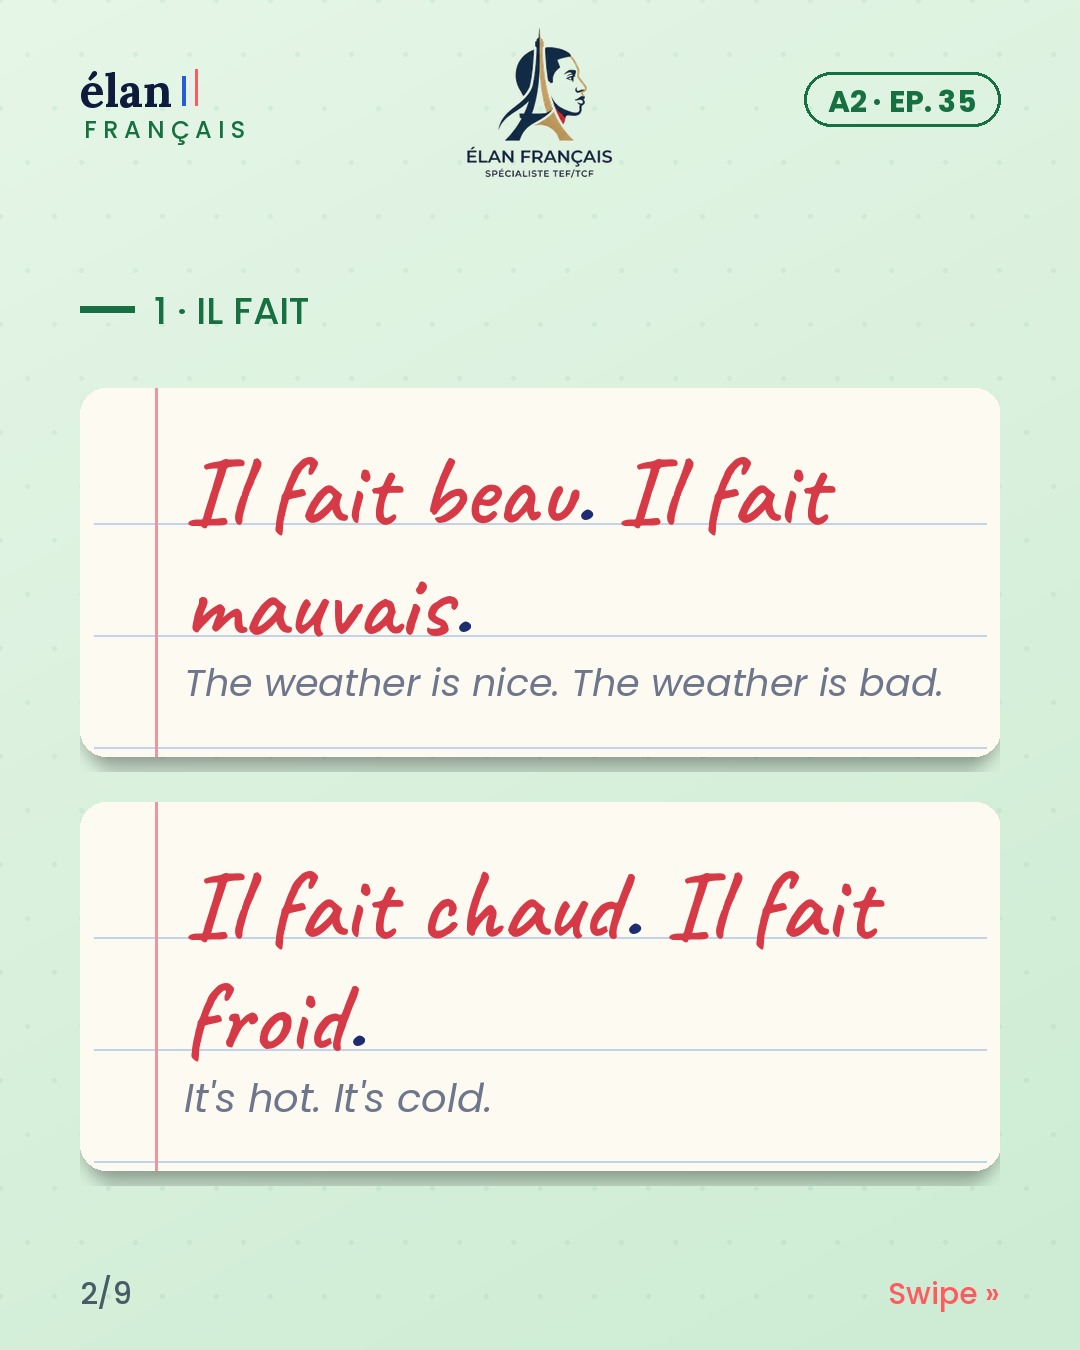 élan
FRANÇAIS
ÉLAN FRANÇAIS
SPÉCIALISTE TEF/TCF
A2 · EP. 35
1 · IL FAIT
Il fait beau. Il fait
mauvais.
The weather is nice. The weather is bad.
Il fait chaud. Il fait
froid.
It's hot. It's cold.
2/9
Swipe »